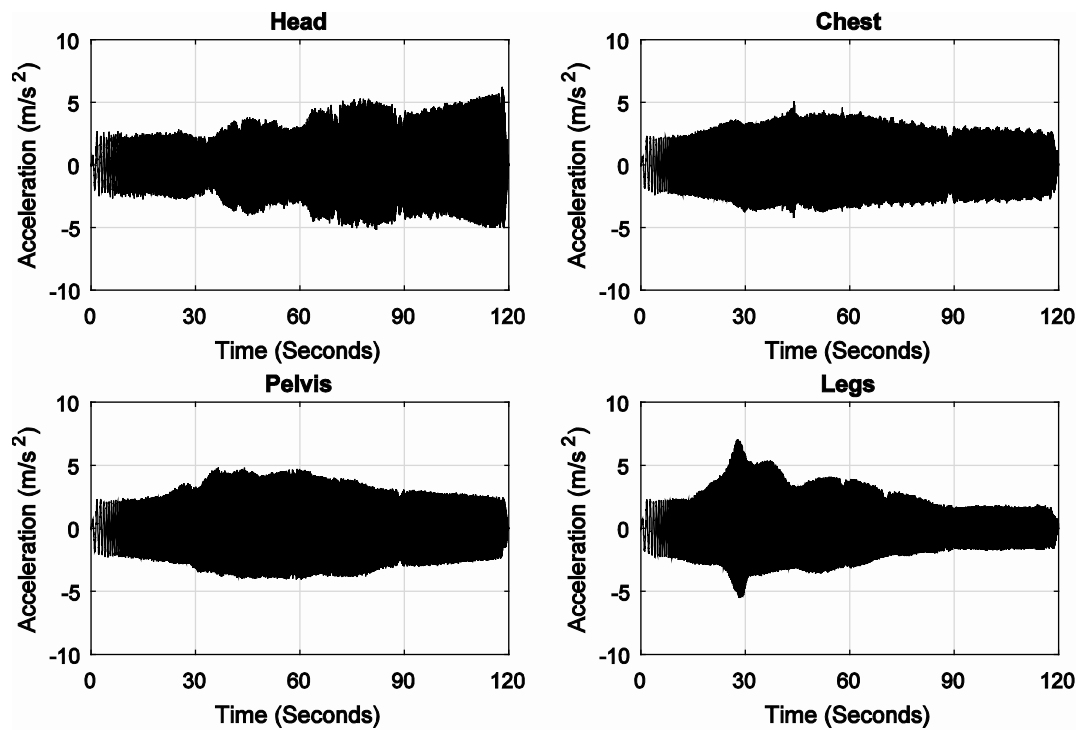 Head
Acceleration (m/s²)
10
5
0
-5
-10
0 30 60 90 120
Time (Seconds)
Chest
Acceleration (m/s²)
10
5
0
-5
-10
0 30 60 90 120
Time (Seconds)
Pelvis
Acceleration (m/s²)
10
5
0
-5
-10
0 30 60 90 120
Time (Seconds)
Legs
Acceleration (m/s²)
10
5
0
-5
-10
0 30 60 90 120
Time (Seconds)